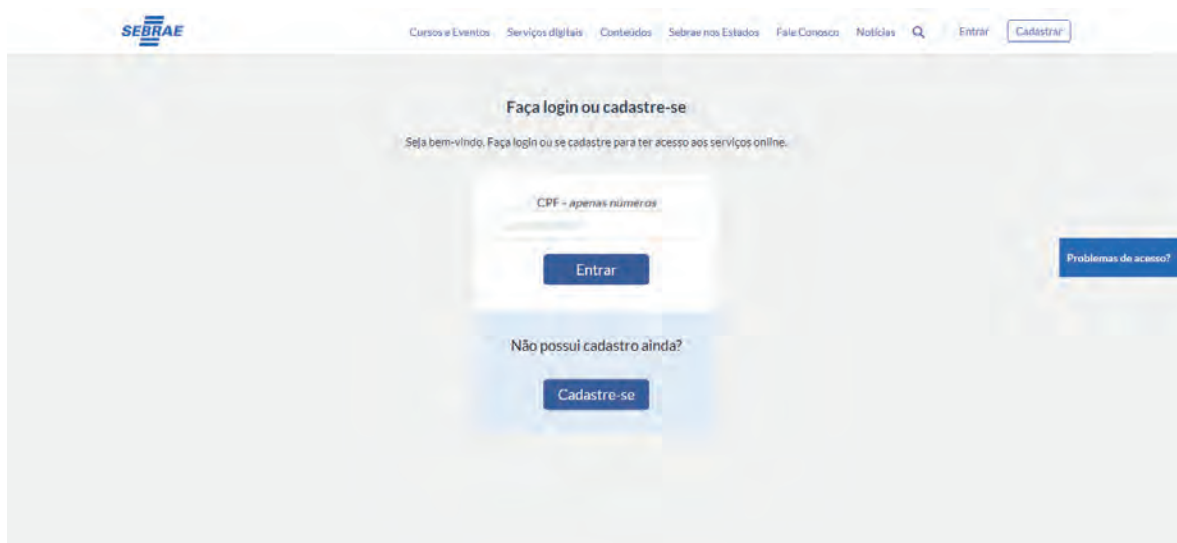 SEBRAE
Cursos e Eventos Serviços digitais Conteúdos Sebrae nos Estados Fale Conosco Notícias Entrar Cadastrar
Faça login ou cadastre-se
Seja bem-vindo. Faça login ou se cadastre para ter acesso aos serviços online.
CPF - apenas números
Entrar
Problemas de acesso?
Não possui cadastro ainda?
Cadastre-se